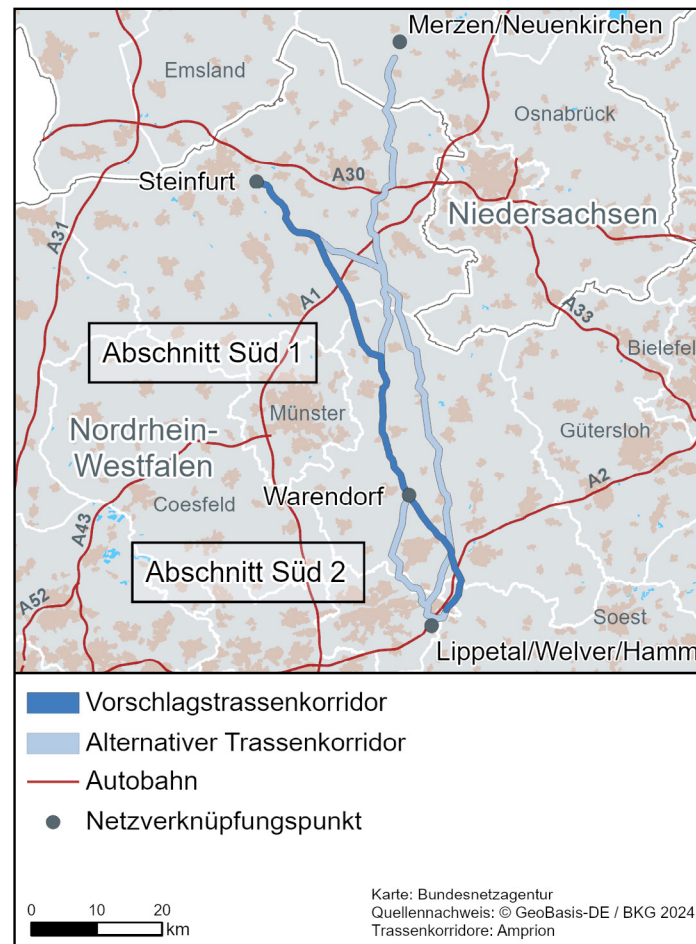 Merzen/Neuenkirchen
Emsland
Osnabrück
Steinfurt
A30
Niedersachsen
A31
A1
A33
Abschnitt Süd 1
Bielefel
Münster
Nordrhein-
Westfalen
Gütersloh
A2
Warendorf
Coesfeld
A43
Abschnitt Süd 2
A52
Soest
Lippetal/Welver/Hamm
Vorschlagstrassenkorridor
Alternativer Trassenkorridor
Autobahn
Netzverknüpfungspunkt
0 10 20
km
Karte: Bundesnetzagentur
Quellennachweis: © GeoBasis-DE / BKG 2024
Trassenkorridore: Amprion